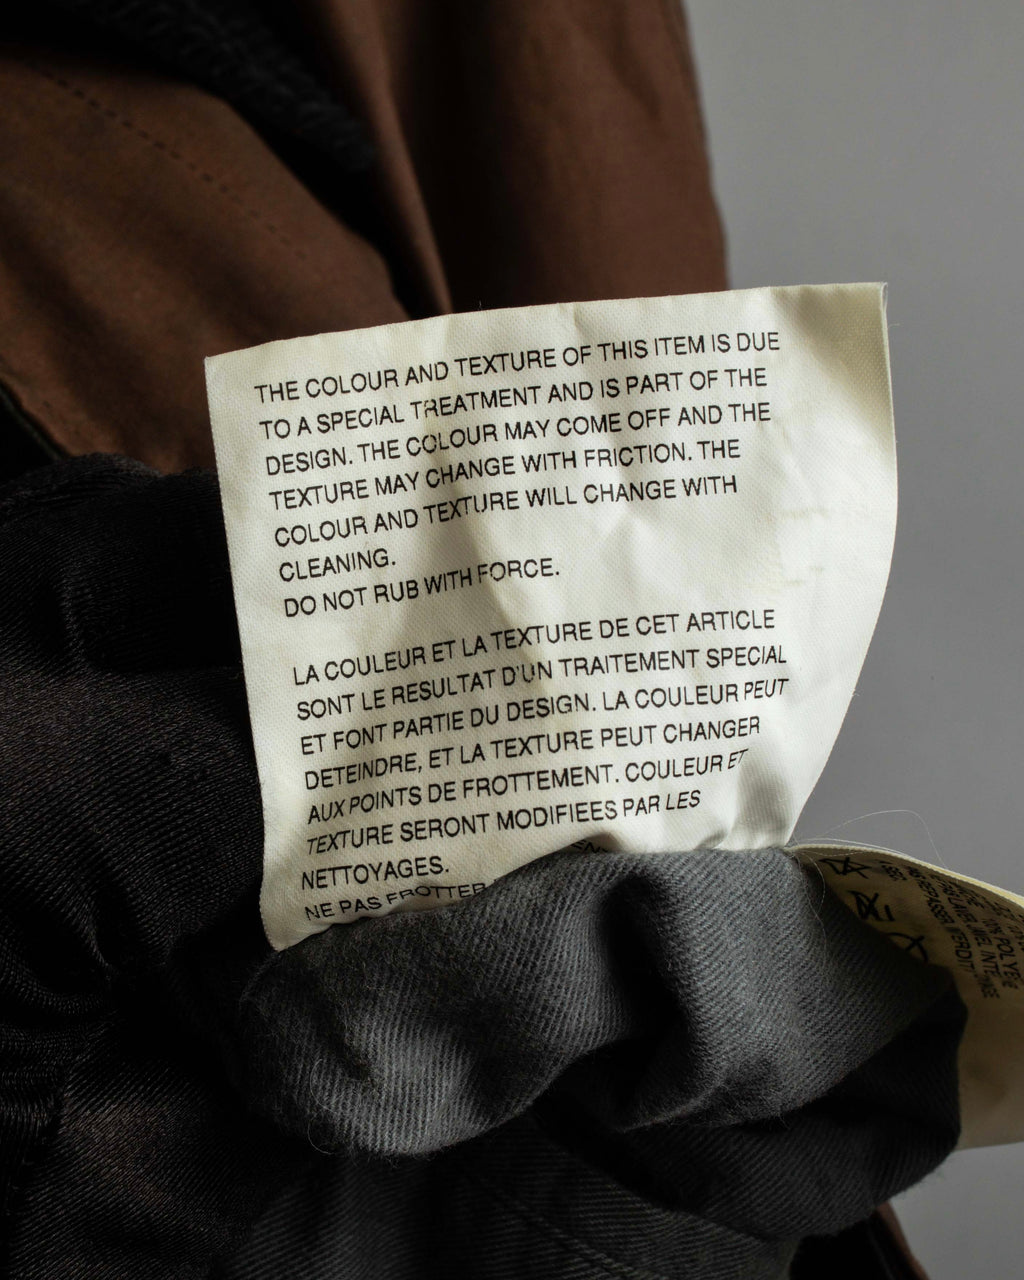 THE COLOUR AND TEXTURE OF THIS ITEM IS DUE
TO A SPECIAL TREATMENT AND IS PART OF THE
DESIGN. THE COLOUR MAY COME OFF AND THE
TEXTURE MAY CHANGE WITH FRICTION. THE
COLOUR AND TEXTURE WILL CHANGE WITH
CLEANING.
DO NOT RUB WITH FORCE.
LA COULEUR ET LA TEXTURE DE CET ARTICLE
SONT LE RESULTAT D'UN TRAITEMENT SPECIAL
ET FONT PARTIE DU DESIGN. LA COULEUR PEUT
DETEINDRE, ET LA TEXTURE PEUT CHANGER
AUX POINTS DE FROTTEMENT. COULEUR ET
TEXTURE SERONT MODIFIEES PAR LES
NETTOYAGES.
NE PAS FROTTER